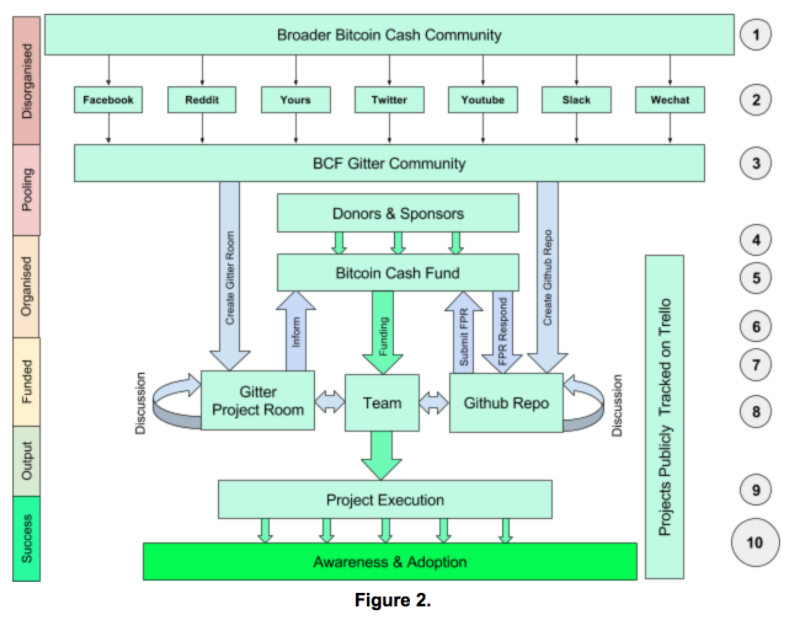 Disorganised
Pooling
Organised
Funded
Output
Success
Broader Bitcoin Cash Community
1
Facebook
Reddit
Yours
Twitter
Youtube
Slack
Wechat
2
BCF Gitter Community
3
Create Gitter Room
Donors & Sponsors
Create Github Repo
4
Bitcoin Cash Fund
5
Inform
Funding
Submit FPR
FPR Respond
6
7
Discussion
Gitter
Project Room
Team
Github Repo
Discussion
8
Projects Publicly Tracked on Trello
Project Execution
9
Awareness & Adoption
10
Figure 2.